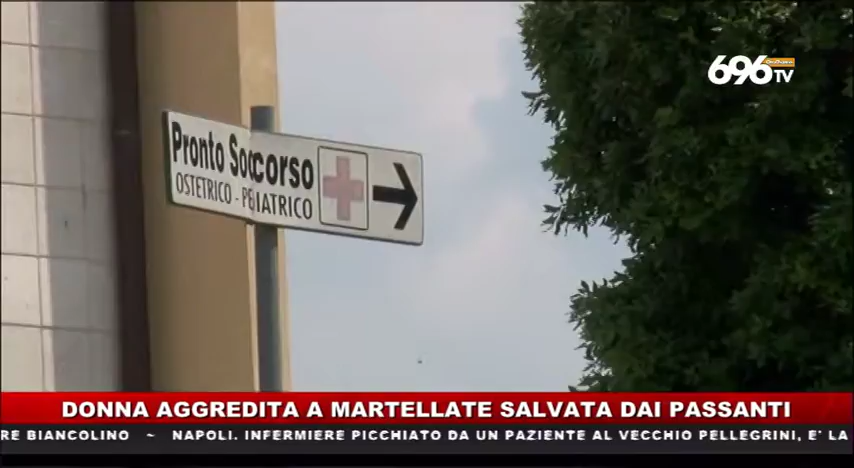 696 TV
Pronto Soccorso
OSTETRICO - PEDIATRICO
DONNA AGGREDITA A MARTELLATE SALVATA DAI PASSANTI
RE BIANCOLINO ~ NAPOLI. INFERMIERE PICCHIATO DA UN PAZIENTE AL VECCHIO PELLEGRINI, E' LA